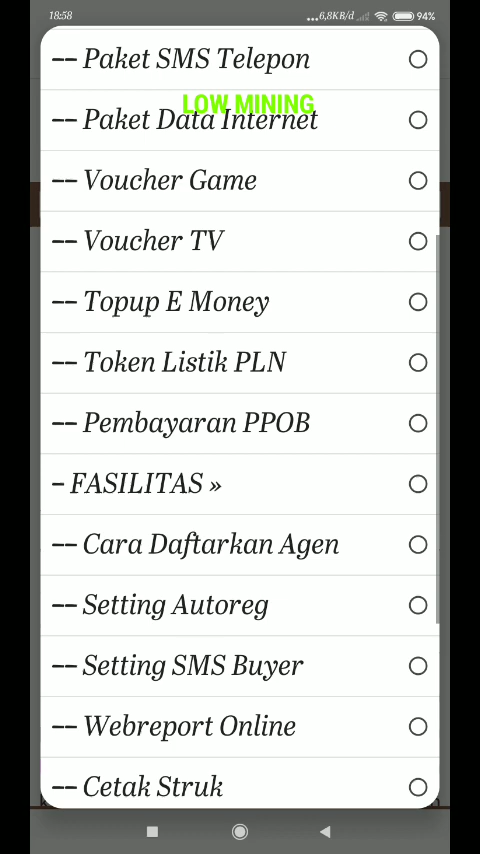 18:58
...6,8KB/d
94%
–– Paket SMS Telepon
LOW MINING
–– Paket Data Internet
–– Voucher Game
–– Voucher TV
–– Topup E Money
–– Token Listik PLN
–– Pembayaran PPOB
– FASILITAS »
–– Cara Daftarkan Agen
–– Setting Autoreg
–– Setting SMS Buyer
–– Webreport Online
–– Cetak Struk